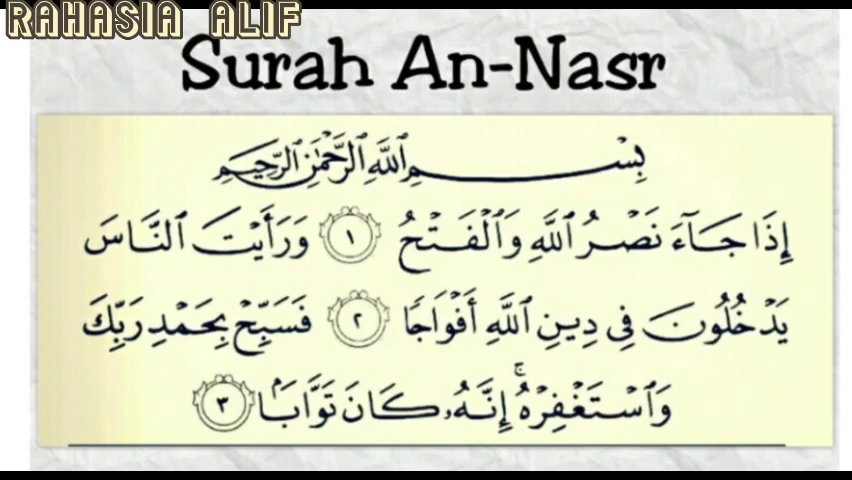 RAHASIA ALIF
Surah An-Nasr
بِسْمِ ٱللَّهِ ٱلرَّحْمَٰنِ ٱلرَّحِيمِ
إِذَا جَآءَ نَصْرُ ٱللَّهِ وَٱلْفَتْحُ ١ وَرَأَيْتَ ٱلنَّاسَ
يَدْخُلُونَ فِى دِينِ ٱللَّهِ أَفْوَاجًا ٢ فَسَبِّحْ بِحَمْدِ رَبِّكَ
وَٱسْتَغْفِرْهُ ۚ إِنَّهُۥ كَانَ تَوَّابًۢا ٣